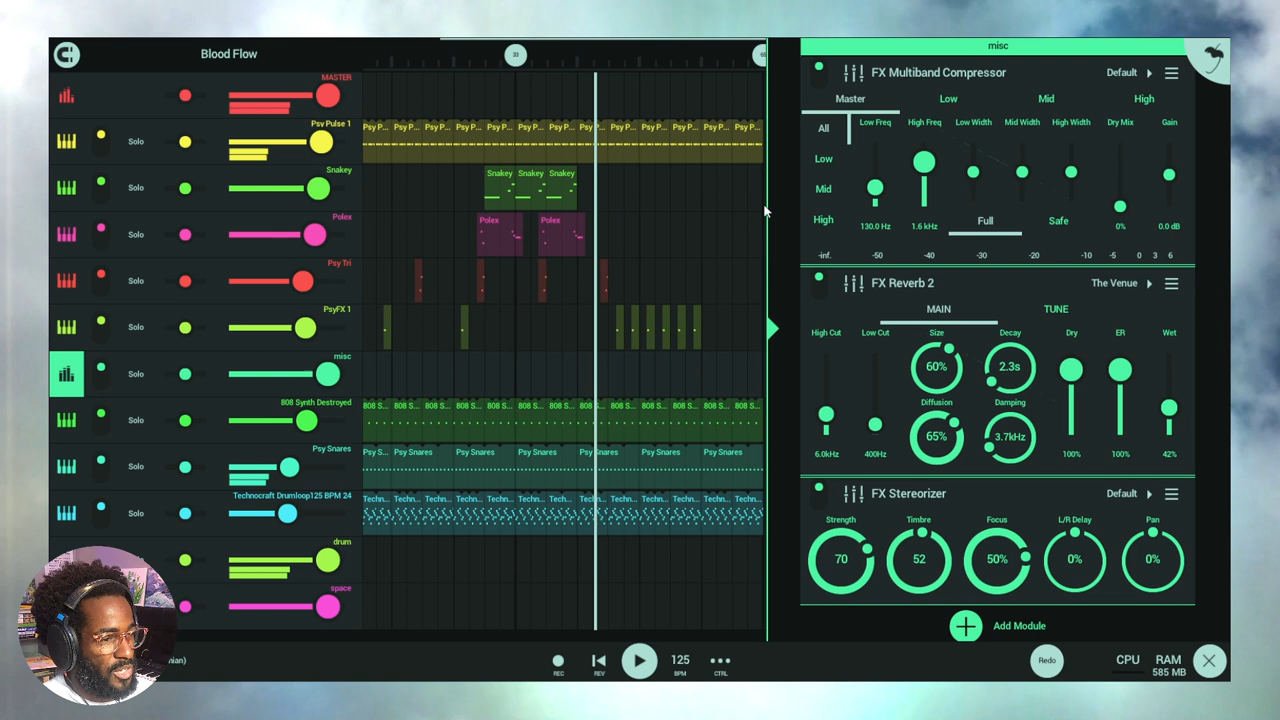 Blood Flow
33
MASTER
Psy Pulse 1
Solo
Psy P... Psy P... Psy P... Psy P... Psy P... Psy P... Psy P... Psy P... Psy P... Psy P... Psy P... Psy P... Psy P...
Snakey
Solo
Snakey Snakey Snakey
Polex
Solo
Polex Polex
Psy Tri
Solo
PsyFX 1
Solo
misc
Solo
808 Synth Destroyed
Solo
808 S... 808 S... 808 S... 808 S... 808 S... 808 S... 808 S... 808 S... 808 S... 808 S... 808 S... 808 S... 808 S...
Psy Snares
Solo
Psy S... Psy Snares Psy Snares Psy Snares Psy Snares Psy Snares Psy Snares
Technocraft Drumloop125 BPM 24
Solo
Techn... Techn... Techn... Techn... Techn... Techn... Techn... Techn... Techn... Techn... Techn... Techn... Techn...
drum
space
misc
FX Multiband Compressor Default
Master Low Mid High
All
Low
Mid
High
Low Freq High Freq Low Width Mid Width High Width Dry Mix Gain
130.0 Hz 1.6 kHz Full Safe 0% 0.0 dB
-inf. -50 -40 -30 -20 -10 -5 0 3 6
FX Reverb 2 The Venue
MAIN TUNE
High Cut Low Cut Size Decay Dry ER Wet
60% 2.3s
Diffusion Damping
65% 3.7kHz
6.0kHz 400Hz 100% 100% 42%
FX Stereorizer Default
Strength Timbre Focus L/R Delay Pan
70 52 50% 0% 0%
Add Module
REC REV 125 BPM CTRL
Redo
CPU RAM
585 MB